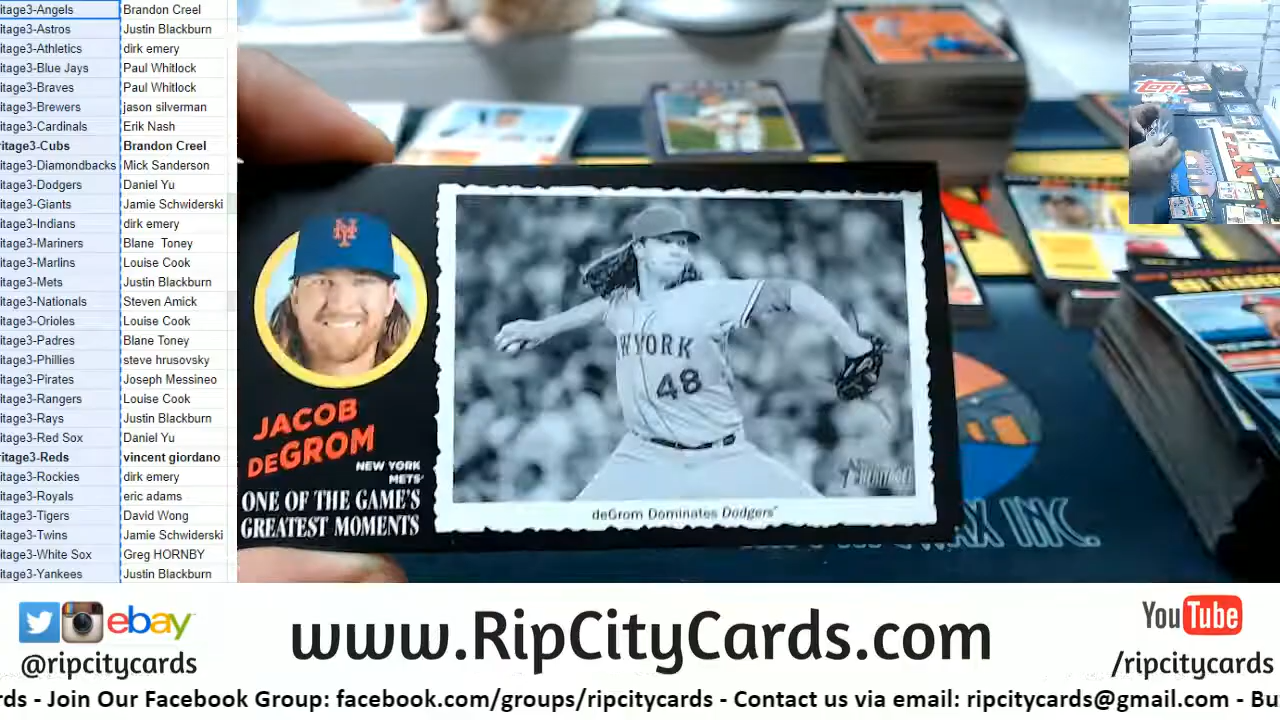 itage3-Angels Brandon Creel
itage3-Astros Justin Blackburn
itage3-Athletics dirk emery
itage3-Blue Jays Paul Whitlock
itage3-Braves Paul Whitlock
itage3-Brewers jason silverman
itage3-Cardinals Erik Nash
ritage3-Cubs Brandon Creel
itage3-Diamondbacks Mick Sanderson
itage3-Dodgers Daniel Yu
itage3-Giants Jamie Schwiderski
itage3-Indians dirk emery
itage3-Mariners Blane Toney
itage3-Marlins Louise Cook
itage3-Mets Justin Blackburn
itage3-Nationals Steven Amick
itage3-Orioles Louise Cook
itage3-Padres Blane Toney
itage3-Phillies steve hrusovsky
itage3-Pirates Joseph Messineo
itage3-Rangers Louise Cook
itage3-Rays Justin Blackburn
itage3-Red Sox Daniel Yu
ritage3-Reds vincent giordano
itage3-Rockies dirk emery
itage3-Royals eric adams
itage3-Tigers David Wong
itage3-Twins Jamie Schwiderski
itage3-White Sox Greg HORNBY
itage3-Yankees Justin Blackburn
JACOB
DEGROM
NEW YORK
METS
ONE OF THE GAME'S
GREATEST MOMENTS
YORK
48
HERITAGE
deGrom Dominates Dodgers
INC.
Topps
ebay
@ripcitycards
www.RipCityCards.com
YouTube
/ripcitycards
rds - Join Our Facebook Group: facebook.com/groups/ripcitycards - Contact us via email: ripcitycards@gmail.com - Bu